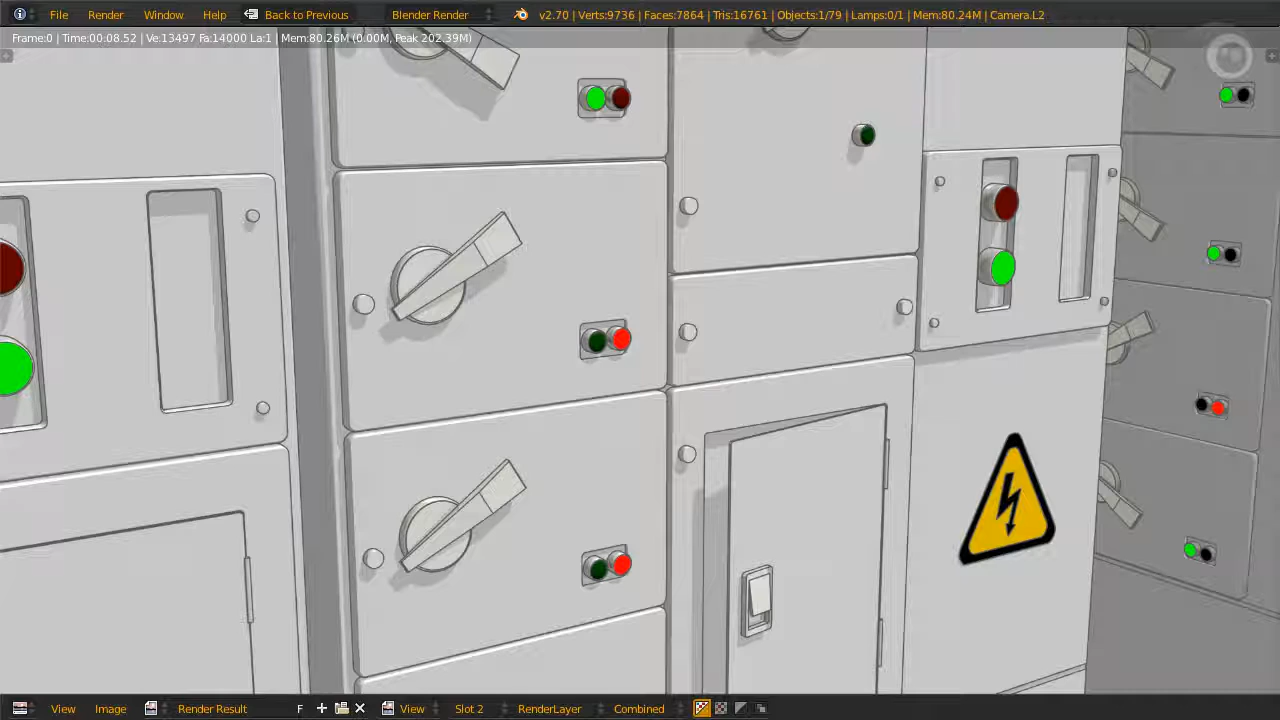 File Render Window Help Back to Previous Blender Render v2.70 | Verts:9736 | Faces:7864 | Tris:16761 | Objects:1/79 | Lamps:0/1 | Mem:80.24M | Camera.L2
Frame:0 | Time:00:08.52 | Ve:13497 Fa:14000 La:1 | Mem:80.26M (0.00M, Peak 202.39M)
View Image Render Result F View Slot 2 RenderLayer Combined